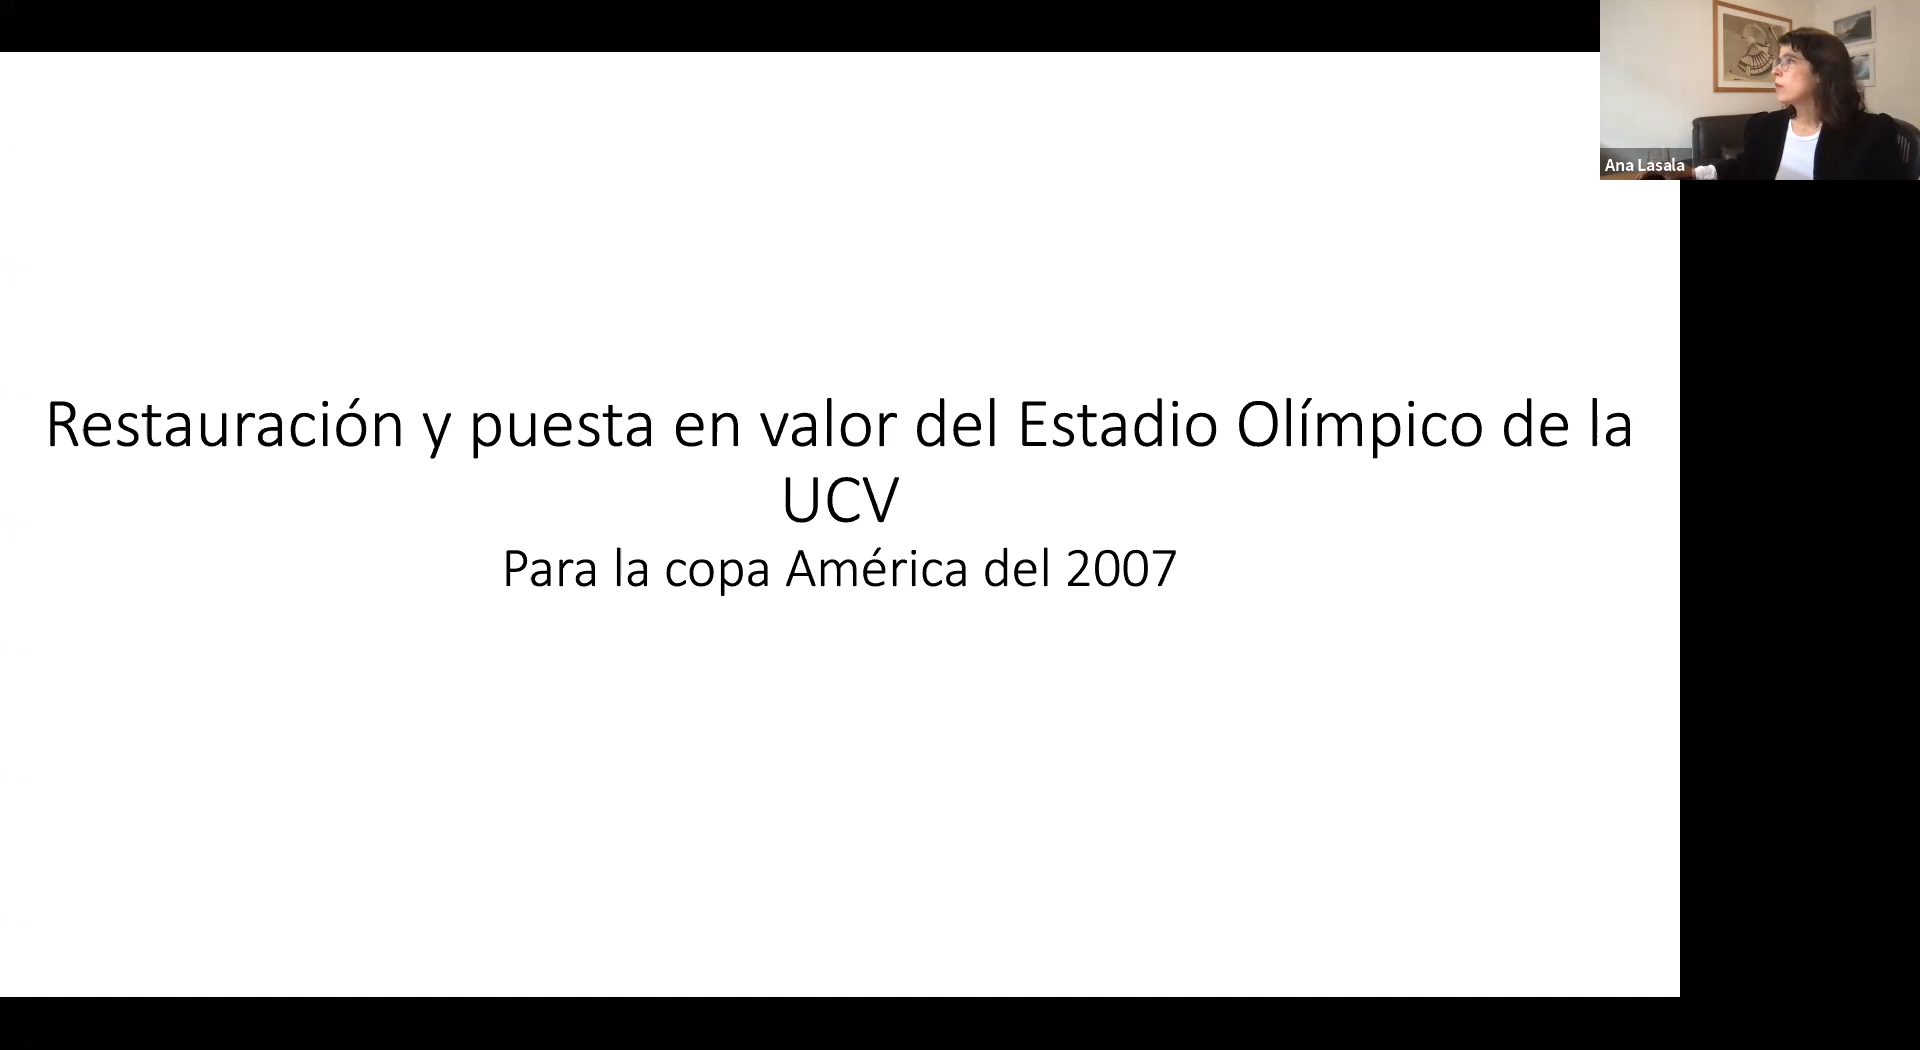 Ana Lasala
Restauración y puesta en valor del Estadio Olímpico de la
UCV
Para la copa América del 2007